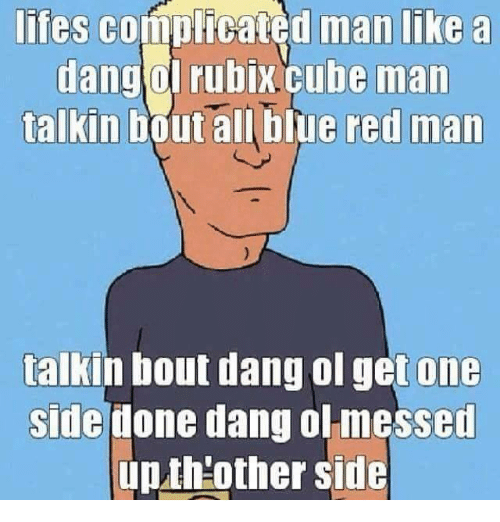 lifes complicated man like a
dang ol rubix cube man
talkin bout all blue red man
talkin bout dang ol get one
side done dang ol messed
up th'other side